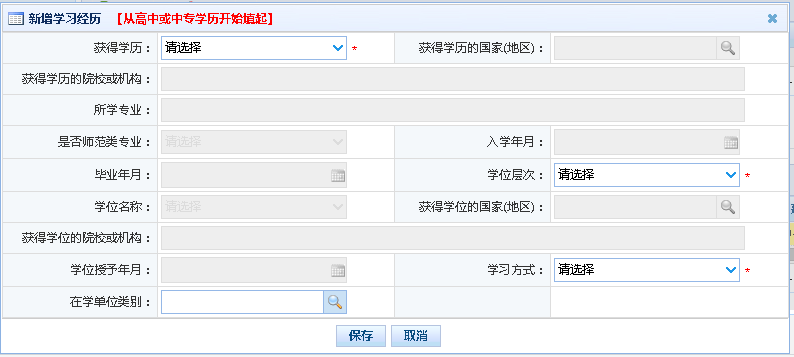 新增学习经历 【从高中或中专学历开始填起】
获得学历： 请选择 * 获得学历的国家(地区)：
获得学历的院校或机构：
所学专业：
是否师范类专业： 请选择 入学年月：
毕业年月： 学位层次： 请选择 *
学位名称： 请选择 获得学位的国家(地区)：
获得学位的院校或机构：
学位授予年月： 学习方式： 请选择 *
在学单位类别：
保存 取消